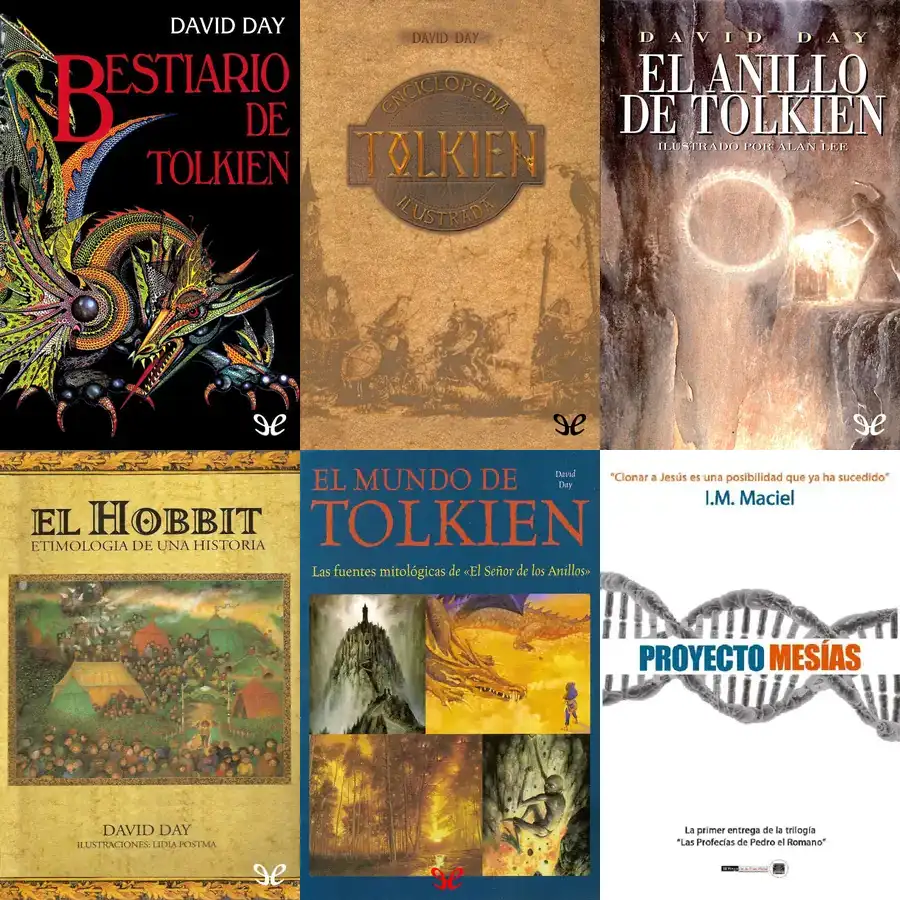 DAVID DAY
BESTIARIO
DE
TOLKIEN
DAVID DAY
ENCICLOPEDIA
TOLKIEN
ILUSTRADA
DAVID DAY
EL ANILLO
DE TOLKIEN
ILUSTRADO POR ALAN LEE
EL HOBBIT
ETIMOLOGIA DE UNA HISTORIA
DAVID DAY
ILUSTRACIONES: LIDIA POSTMA
EL MUNDO DE
David
Day
TOLKIEN
Las fuentes mitológicas de «El Señor de los Anillos»
"Clonar a Jesús es una posibilidad que ya ha sucedido"
I.M. Maciel
PROYECTO MESÍAS
La primer entrega de la trilogía
"Las Profecías de Pedro el Romano"